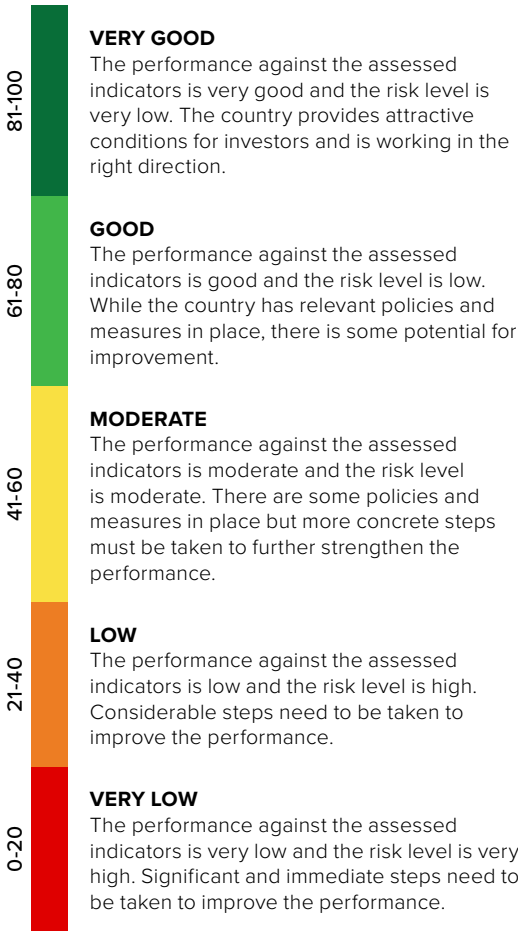 81-100
VERY GOOD
The performance against the assessed
indicators is very good and the risk level is
very low. The country provides attractive
conditions for investors and is working in the
right direction.
61-80
GOOD
The performance against the assessed
indicators is good and the risk level is low.
While the country has relevant policies and
measures in place, there is some potential for
improvement.
41-60
MODERATE
The performance against the assessed
indicators is moderate and the risk level
is moderate. There are some policies and
measures in place but more concrete steps
must be taken to further strengthen the
performance.
21-40
LOW
The performance against the assessed
indicators is low and the risk level is high.
Considerable steps need to be taken to
improve the performance.
0-20
VERY LOW
The performance against the assessed
indicators is very low and the risk level is very
high. Significant and immediate steps need to
be taken to improve the performance.